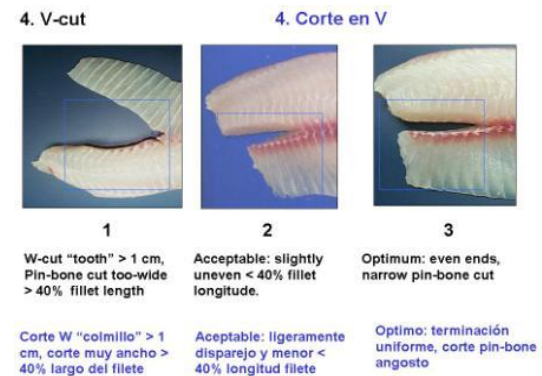 4. V-cut
4. Corte en V
1
2
3
W-cut “tooth” > 1 cm,
Pin-bone cut too-wide
> 40% fillet length
Acceptable: slightly
uneven < 40% fillet
longitude.
Optimum: even ends,
narrow pin-bone cut
Corte W “colmillo” > 1
cm, corte muy ancho >
40% largo del filete
Aceptable: ligeramente
disparejo y menor <
40% longitud filete
Optimo: terminación
uniforme, corte pin-bone
angosto